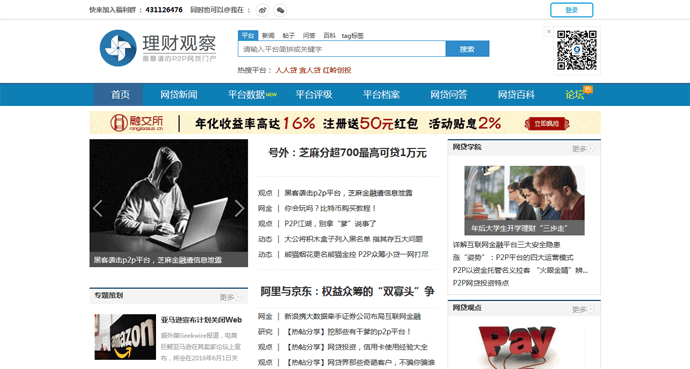 快来加入福利群： 431126476 同时也可以@我在：
登录
理财观察
最靠谱的P2P网贷门户
平台 新闻 帖子 问答 百科 tag标签
请输入平台简拼或关键字 搜索
热搜平台： 人人贷 宜人贷 红岭创投
首页 网贷新闻 平台数据 NEW 平台评级 平台档案 网贷问答 网贷百科 论坛 热
融交所 rongjiaosuo.cn 年化收益率高达16% 注册送50元红包 活动贴息2% 立即疯抢
黑客袭击p2p平台，芝麻金融遭信息泄露
号外：芝麻分超700最高可贷1万元
观点 | 黑客袭击p2p平台，芝麻金融遭信息泄露
网金 | 你会玩吗？比特币购买教程！
观点 | P2P江湖，别拿“爹”说事了
动态 | 大公将积木盒子列入黑名单 指其存五大问题
动态 | 熊猫烟花更名熊猫金控 P2P众筹小贷一网打尽
网贷学院 更多
年后大学生开学理财“三步走”
详解互联网金融平台三大安全隐患
涨“姿势”：P2P平台的四大运营模式
P2P以资金托管名义拉客 “火眼金睛”辨...
P2P网贷投资特点
专题策划 更多
amazon
亚马逊宣布计划关闭Web
据外媒Geekwire报道，电商
巨头亚马逊在其卖家论坛上宣
布，将会在2016年6月1日关
阿里与京东：权益众筹的“双寡头”争
网金 | 新浪携大数据牵手证券公司布局互联网金融
研究 | 【热帖分享】挖那些有干爹的p2p平台！
观点 | 【热帖分享】网贷投资，信用卡使用经验大全
观点 | 【热帖分享】网贷界那些奇葩客户，不骗你骗谁
网贷观点 更多
Pay